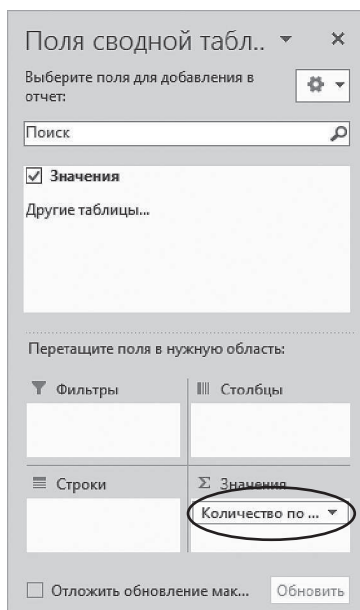 Поля сводной табл..
Выберите поля для добавления в
отчет:
Поиск
Значения
Другие таблицы...
Перетащите поля в нужную область:
Фильтры
Столбцы
Строки
Σ Значения
Количество по ...
Отложить обновление мак...
Обновить